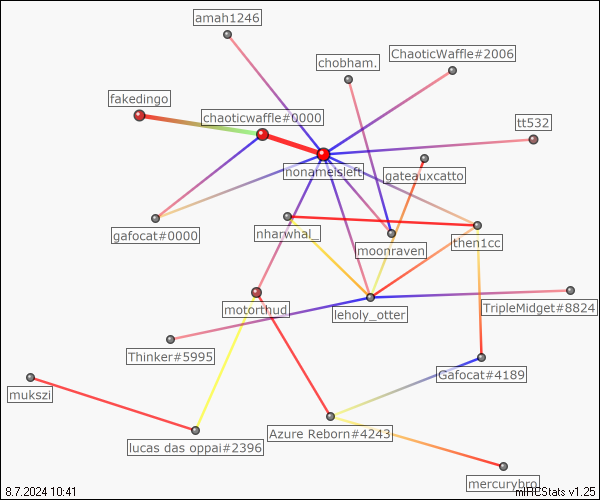 amah1246
ChaoticWaffle#2006
chobham.
fakedingo
chaoticwaffle#0000
tt532
nonameisleft
gateauxcatto
gafocat#0000
nharwhal_
moonraven
then1cc
motorthud
leholy_otter
TripleMidget#8824
Thinker#5995
Gafocat#4189
mukszi
Azure Reborn#4243
lucas das oppai#2396
mercurybro
8.7.2024 10:41
mIRCStats v1.25